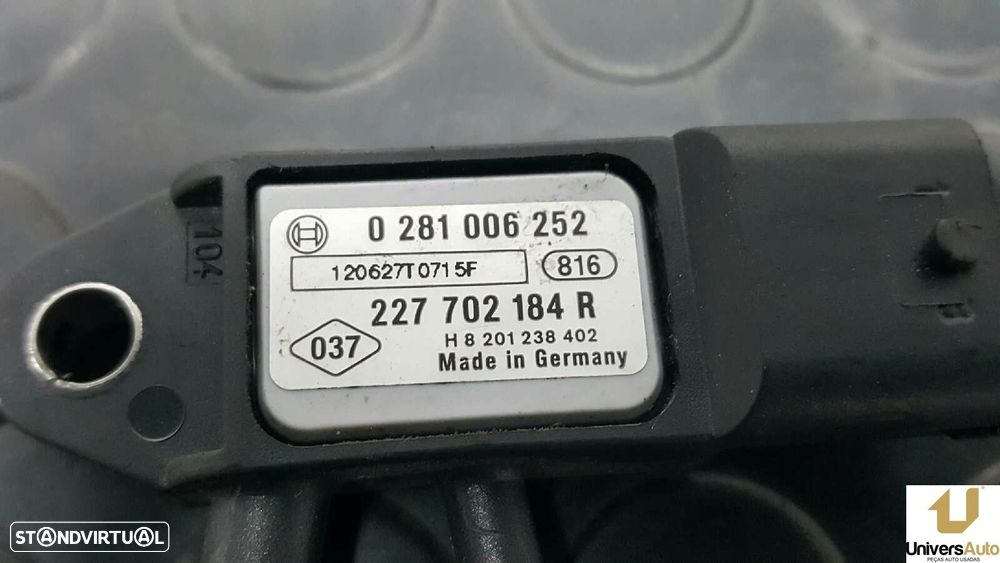 0 281 006 252
120627T0715F
816
227 702 184 R
037
H 8 201 238 402
Made in Germany
104
STANDVIRTUAL
UniversAuto
PEÇAS AUTO USADAS